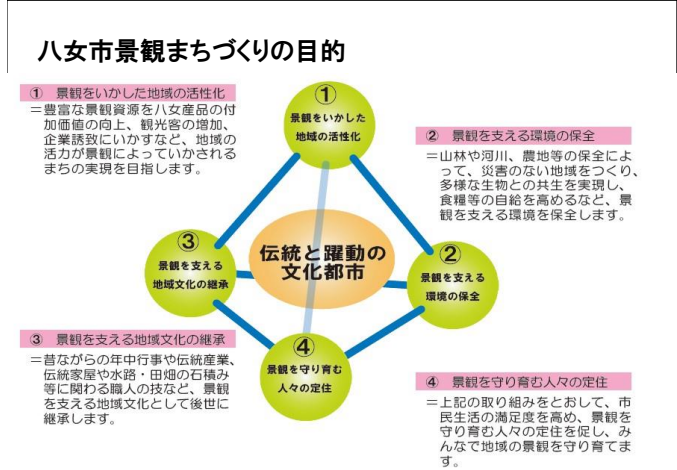 八女市景観まちづくりの目的
① 景観をいかした地域の活性化
＝豊富な景観資源を八女産品の付
加価値の向上、観光客の増加、
企業誘致にいかすなど、地域の
活力が景観によっていかされる
まちの実現を目指します。
①
景観をいかした
地域の活性化
② 景観を支える環境の保全
＝山林や河川、農地等の保全によ
って、災害のない地域をつくり、
多様な生物との共生を実現し、
食糧等の自給を高めるなど、景
観を支える環境を保全します。
③
景観を支える
地域文化の継承
伝統と躍動の
文化都市
②
景観を支える
環境の保全
③ 景観を支える地域文化の継承
＝昔ながらの年中行事や伝統産業、
伝統家屋や水路・田畑の石積み
等に関わる職人の技など、景観
を支える地域文化として後世に
継承します。
④
景観を守り育む
人々の定住
④ 景観を守り育む人々の定住
＝上記の取り組みをとおして、市
民生活の満足度を高め、景観を
守り育む人々の定住を促し、み
んなで地域の景観を守り育てま
す。